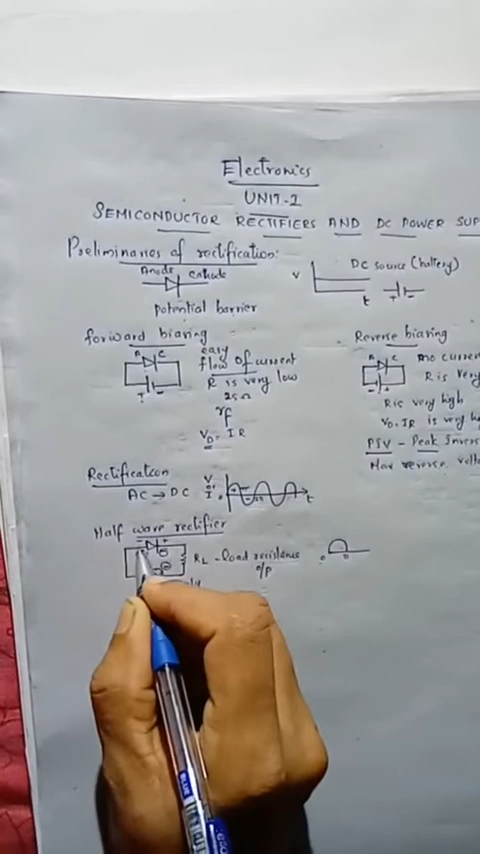 Electronics
UNIT-2
SEMICONDUCTOR RECTIFIERS AND DC POWER SUP
Preliminaries of rectification:
Anode cathode
V DC source (battery)
t + -
Potential barrier
forward biasing
A C easy
flow of current
R is very low
25Ω
rf
VD = IR
Reverse biasing
A C no curren
R is very
R is very high
VD = IR is very h
PIV - Peak Invers
Max reverse volta
Rectification
AC → DC V or I t
Half wave rectifier
RL - load resistance
o/p